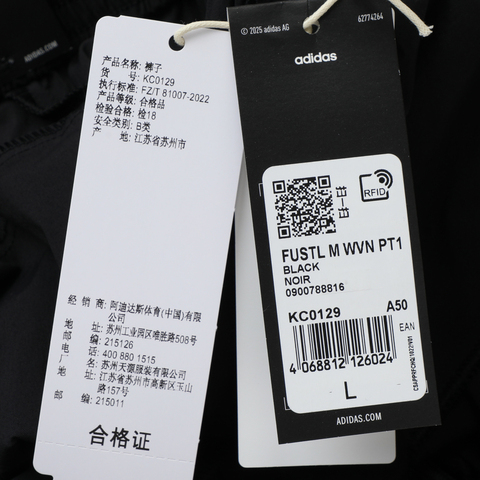 产品名称: 裤子
货 号: KC0129
执行标准: FZ/T 81007-2022
产品等级: 合格品
检验合格: 检18
安全类别: B类
产 地: 江苏省苏州市
经 销 商: 阿迪达斯体育(中国)有限
公司
地 址: 苏州工业园区唯胜路508号
邮 编: 215126
电 话: 400 880 1515
厂 名: 苏州天源服装有限公司
地 址: 江苏省苏州市高新区玉山
路157号
邮 编: 215011
合格证
© 2025 adidas AG
62774264
adidas
RFID
FUSTL M WVN PT1
BLACK
NOIR
0900788816
KC0129 A50
EAN
4 068812 126024
L
ADIDAS.COM
ADIDAS.COM